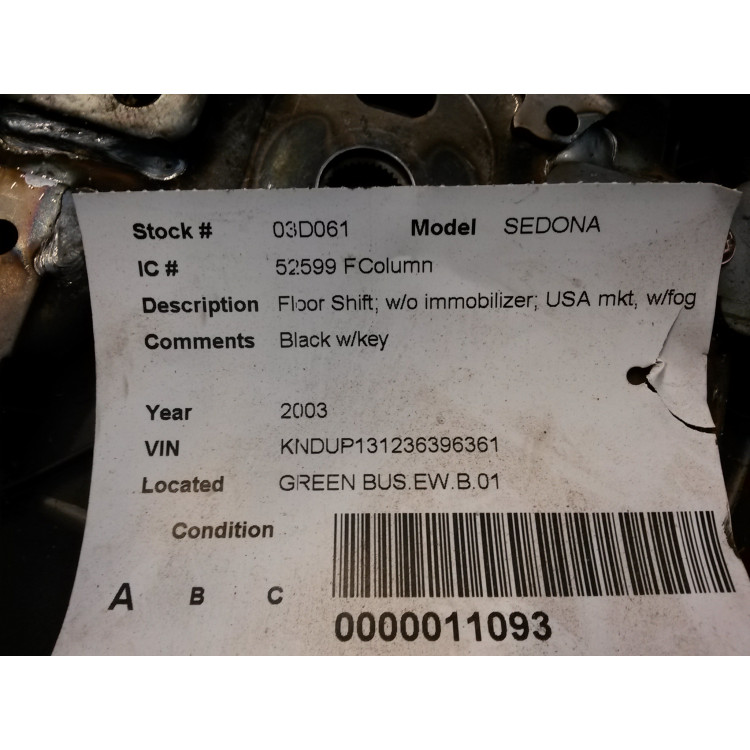 Stock # 03D061 Model SEDONA
IC # 52599 FColumn
Description Floor Shift; w/o immobilizer; USA mkt, w/fog
Comments Black w/key
Year 2003
VIN KNDUP131236396361
Located GREEN BUS.EW.B.01
Condition
A B C
0000011093